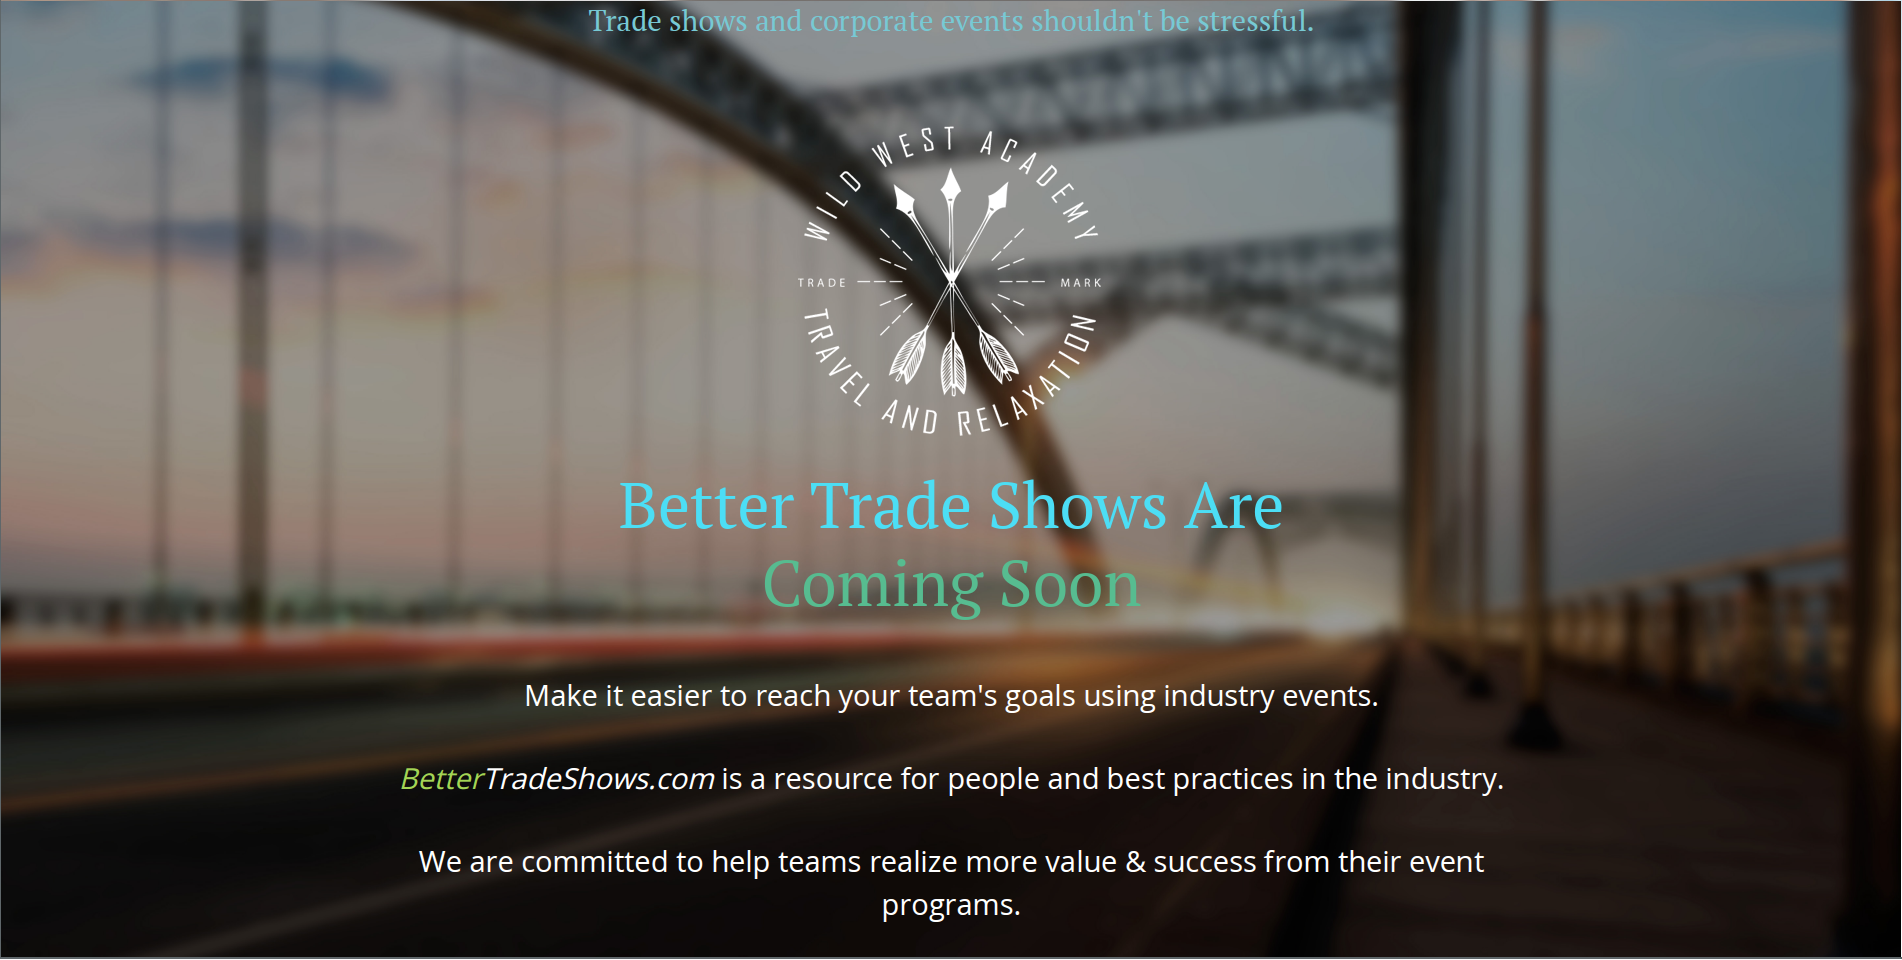 Trade shows and corporate events shouldn't be stressful.
WILD WEST ACADEMY
TRADE MARK
TRAVEL AND RELAXATION
Better Trade Shows Are
Coming Soon
Make it easier to reach your team's goals using industry events.
BetterTradeShows.com is a resource for people and best practices in the industry.
We are committed to help teams realize more value & success from their event
programs.